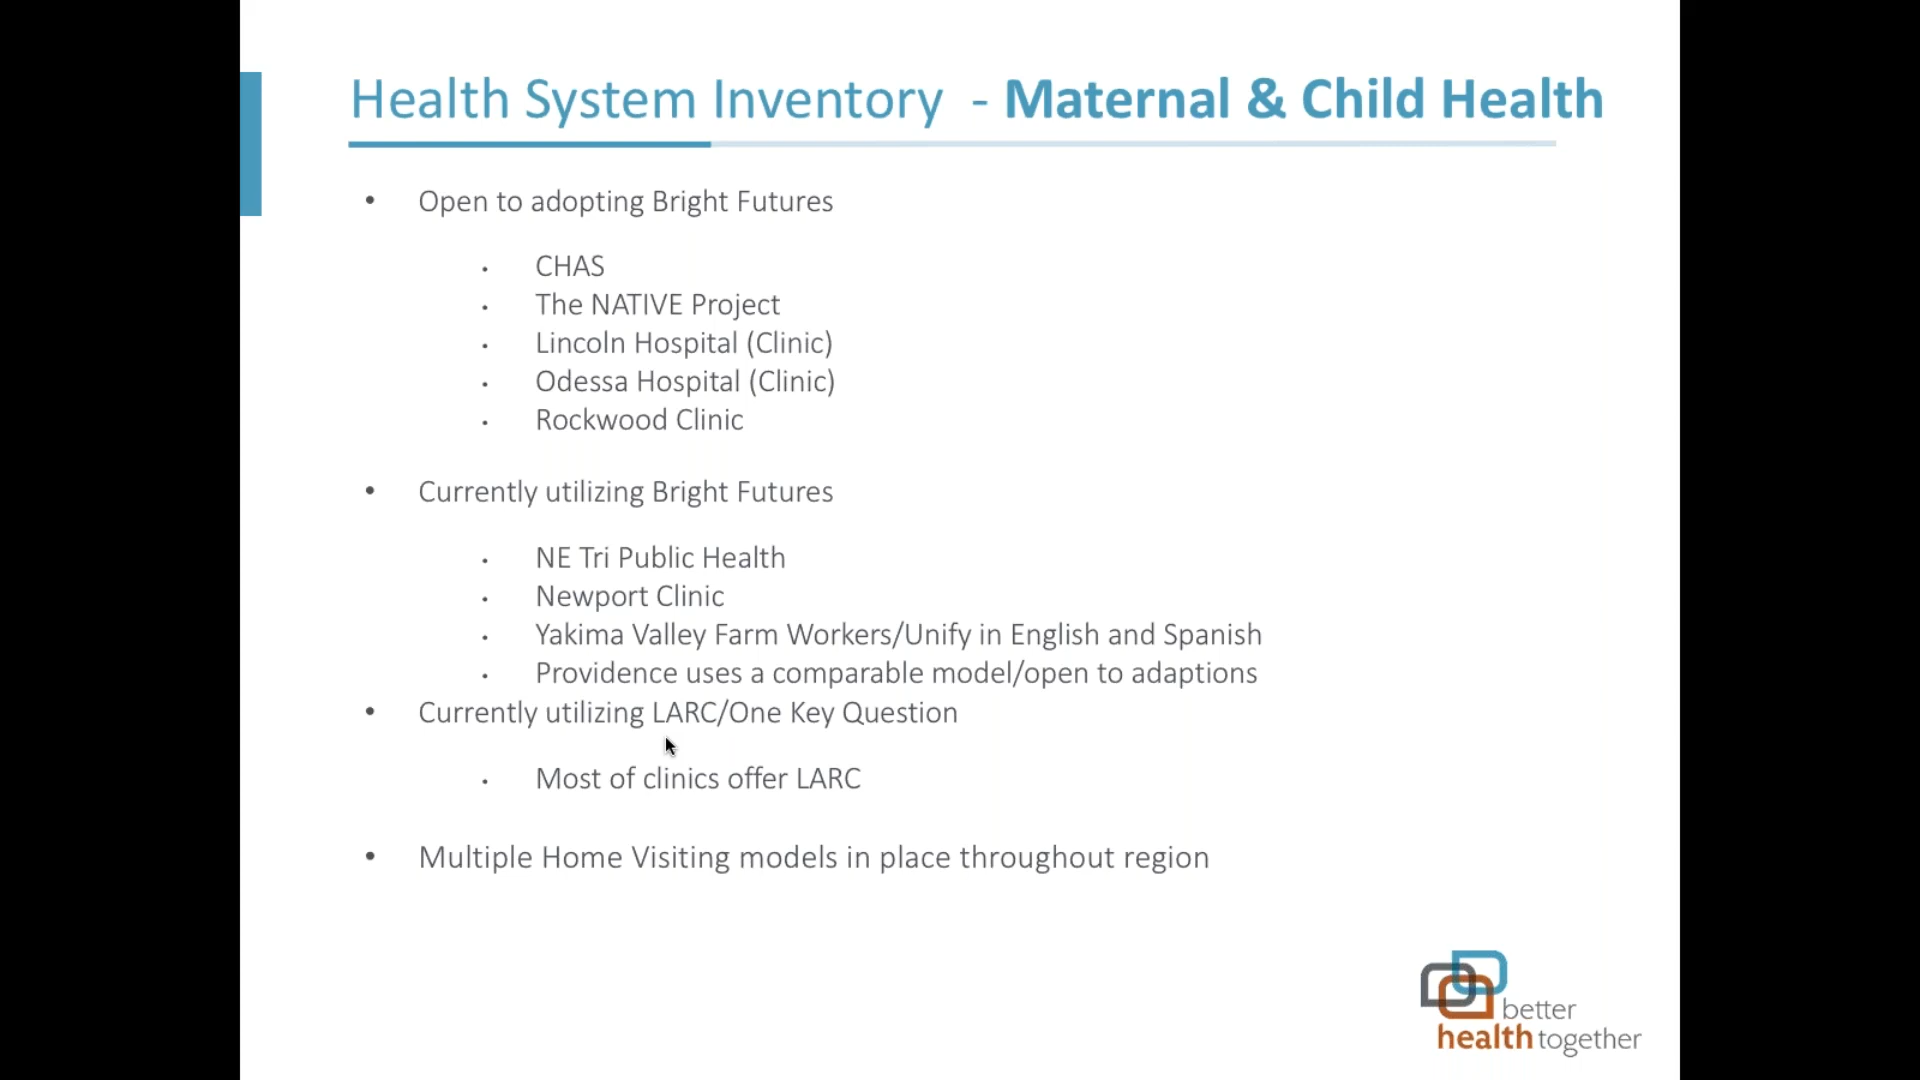 Health System Inventory - Maternal & Child Health
• Open to adopting Bright Futures
• CHAS
• The NATIVE Project
• Lincoln Hospital (Clinic)
• Odessa Hospital (Clinic)
• Rockwood Clinic
• Currently utilizing Bright Futures
• NE Tri Public Health
• Newport Clinic
• Yakima Valley Farm Workers/Unify in English and Spanish
• Providence uses a comparable model/open to adaptions
• Currently utilizing LARC/One Key Question
• Most of clinics offer LARC
• Multiple Home Visiting models in place throughout region
better
health together